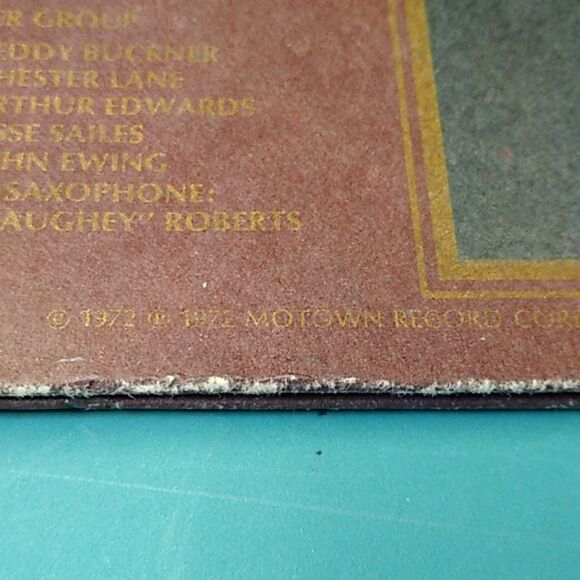 ER GROUP
EDDY BUCKNER
HESTER LANE
RTHUR EDWARDS
SSE SAILES
HN EWING
SAXOPHONE:
AUGHEY" ROBERTS
© 1972 ℗ 1972 MOTOWN RECORD COR